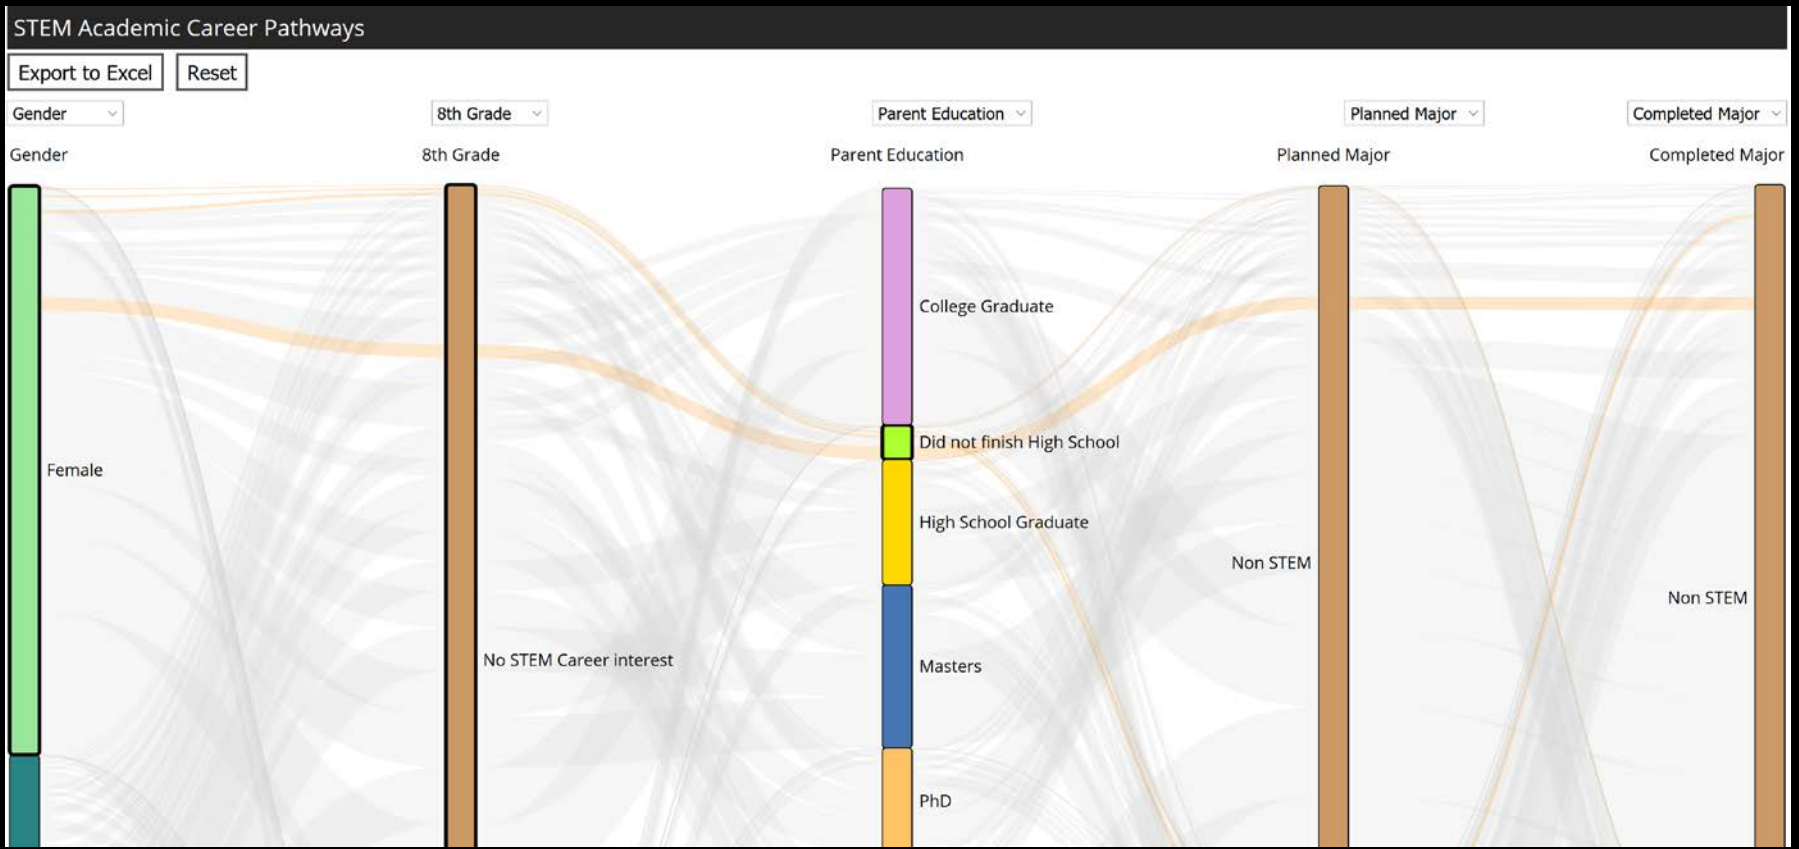 STEM Academic Career Pathways
Export to Excel Reset
Gender 8th Grade Parent Education Planned Major Completed Major
Gender 8th Grade Parent Education Planned Major Completed Major
College Graduate
Did not finish High School
Female
High School Graduate
Non STEM
Non STEM
No STEM Career interest
Masters
PhD